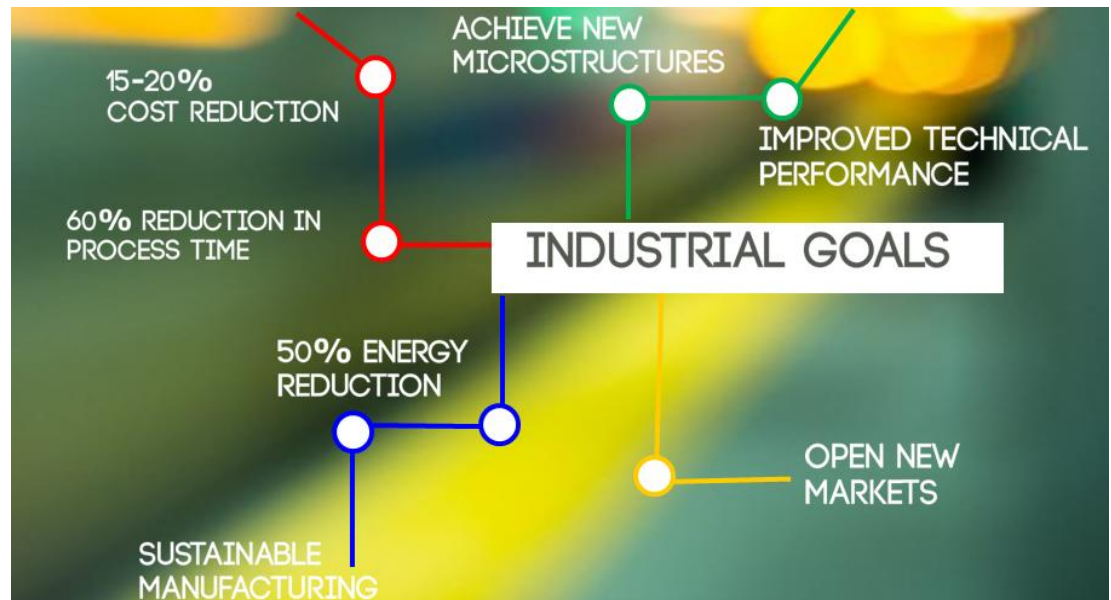 ACHIEVE NEW
MICROSTRUCTURES
15-20%
COST REDUCTION
IMPROVED TECHNICAL
PERFORMANCE
60% REDUCTION IN
PROCESS TIME
INDUSTRIAL GOALS
50% ENERGY
REDUCTION
OPEN NEW
MARKETS
SUSTAINABLE
MANUFACTURING